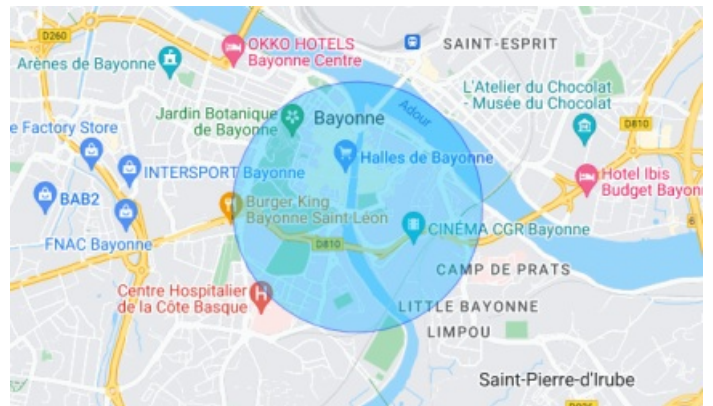 D260
OKKO HOTELS
Bayonne Centre
SAINT-ESPRIT
Arènes de Bayonne
L'Atelier du Chocolat
- Musée du Chocolat
Adour
Jardin Botanique
de Bayonne
Bayonne
D810
e Factory Store
Halles de Bayonne
INTERSPORT Bayonne
Hotel Ibis
Budget Bayonn
BAB2
Burger King
Bayonne Saint Léon
6
FNAC Bayonne
D810
CINÉMA CGR Bayonne
CAMP DE PRATS
Centre Hospitalier
de la Côte Basque
H
LITTLE BAYONNE
LIMPOU
Saint-Pierre-d'Irube